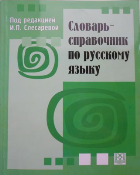 Под редакцией
И.П. Слесаревой
Словарь-
справочник
по русскому
языку